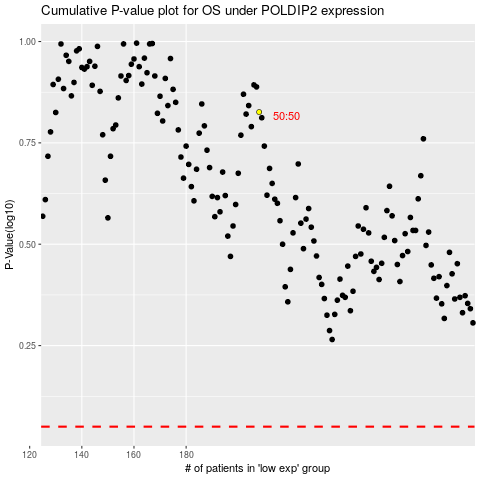 Cumulative P-value plot for OS under POLDIP2 expression
1.00
0.75
50:50
0.50
0.25
P-Value(log10)
120 140 160 180
# of patients in 'low exp' group